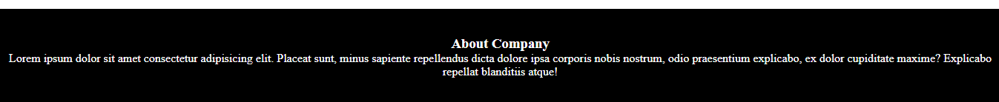 About Company
Lorem ipsum dolor sit amet consectetur adipisicing elit. Placeat sunt, minus sapiente repellendus dicta dolore ipsa corporis nobis nostrum, odio praesentium explicabo, ex dolor cupiditate maxime? Explicabo
repellat blanditiis atque!